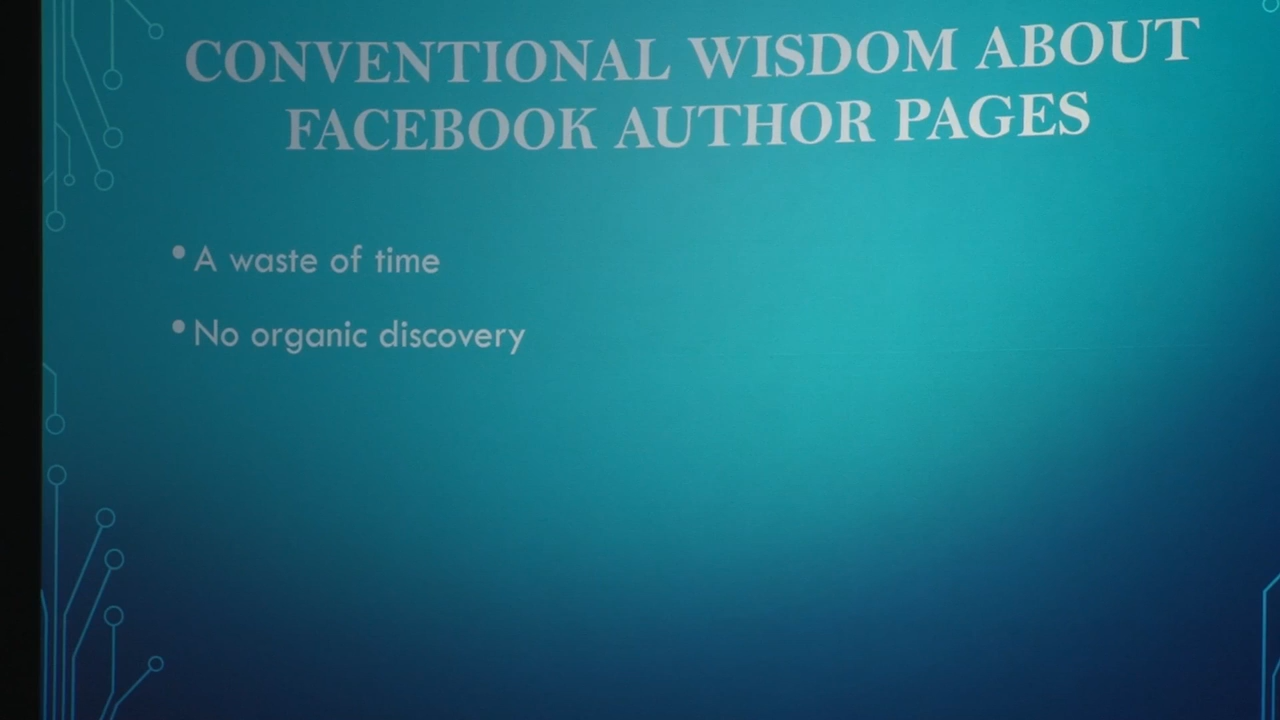 CONVENTIONAL WISDOM ABOUT
FACEBOOK AUTHOR PAGES
• A waste of time
• No organic discovery